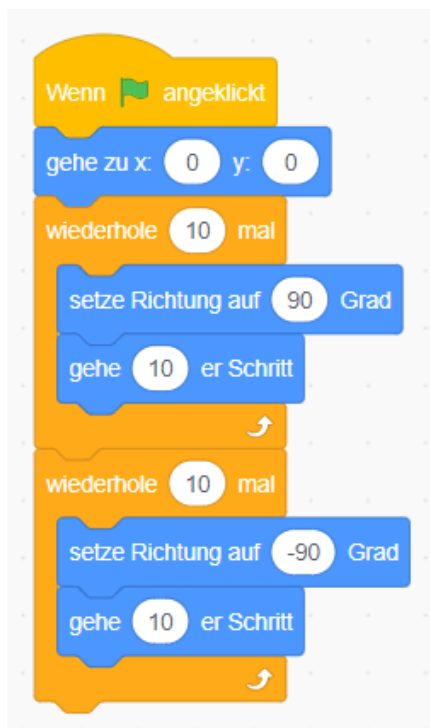 Wenn angeklickt
gehe zu x: 0 y: 0
wiederhole 10 mal
setze Richtung auf 90 Grad
gehe 10 er Schritt
wiederhole 10 mal
setze Richtung auf -90 Grad
gehe 10 er Schritt